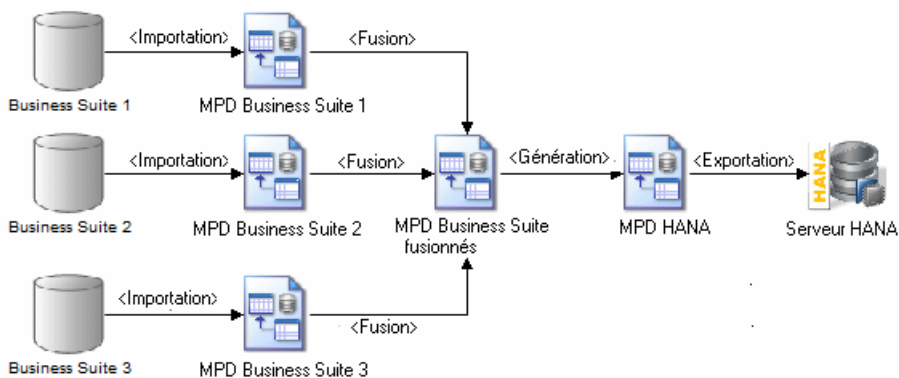 <Importation>
<Fusion>
Business Suite 1
MPD Business Suite 1
<Importation>
<Fusion>
<Génération>
<Exportation>
HANA
Business Suite 2
MPD Business Suite 2
MPD Business Suite
fusionnés
MPD HANA
Serveur HANA
<Importation>
<Fusion>
Business Suite 3
MPD Business Suite 3